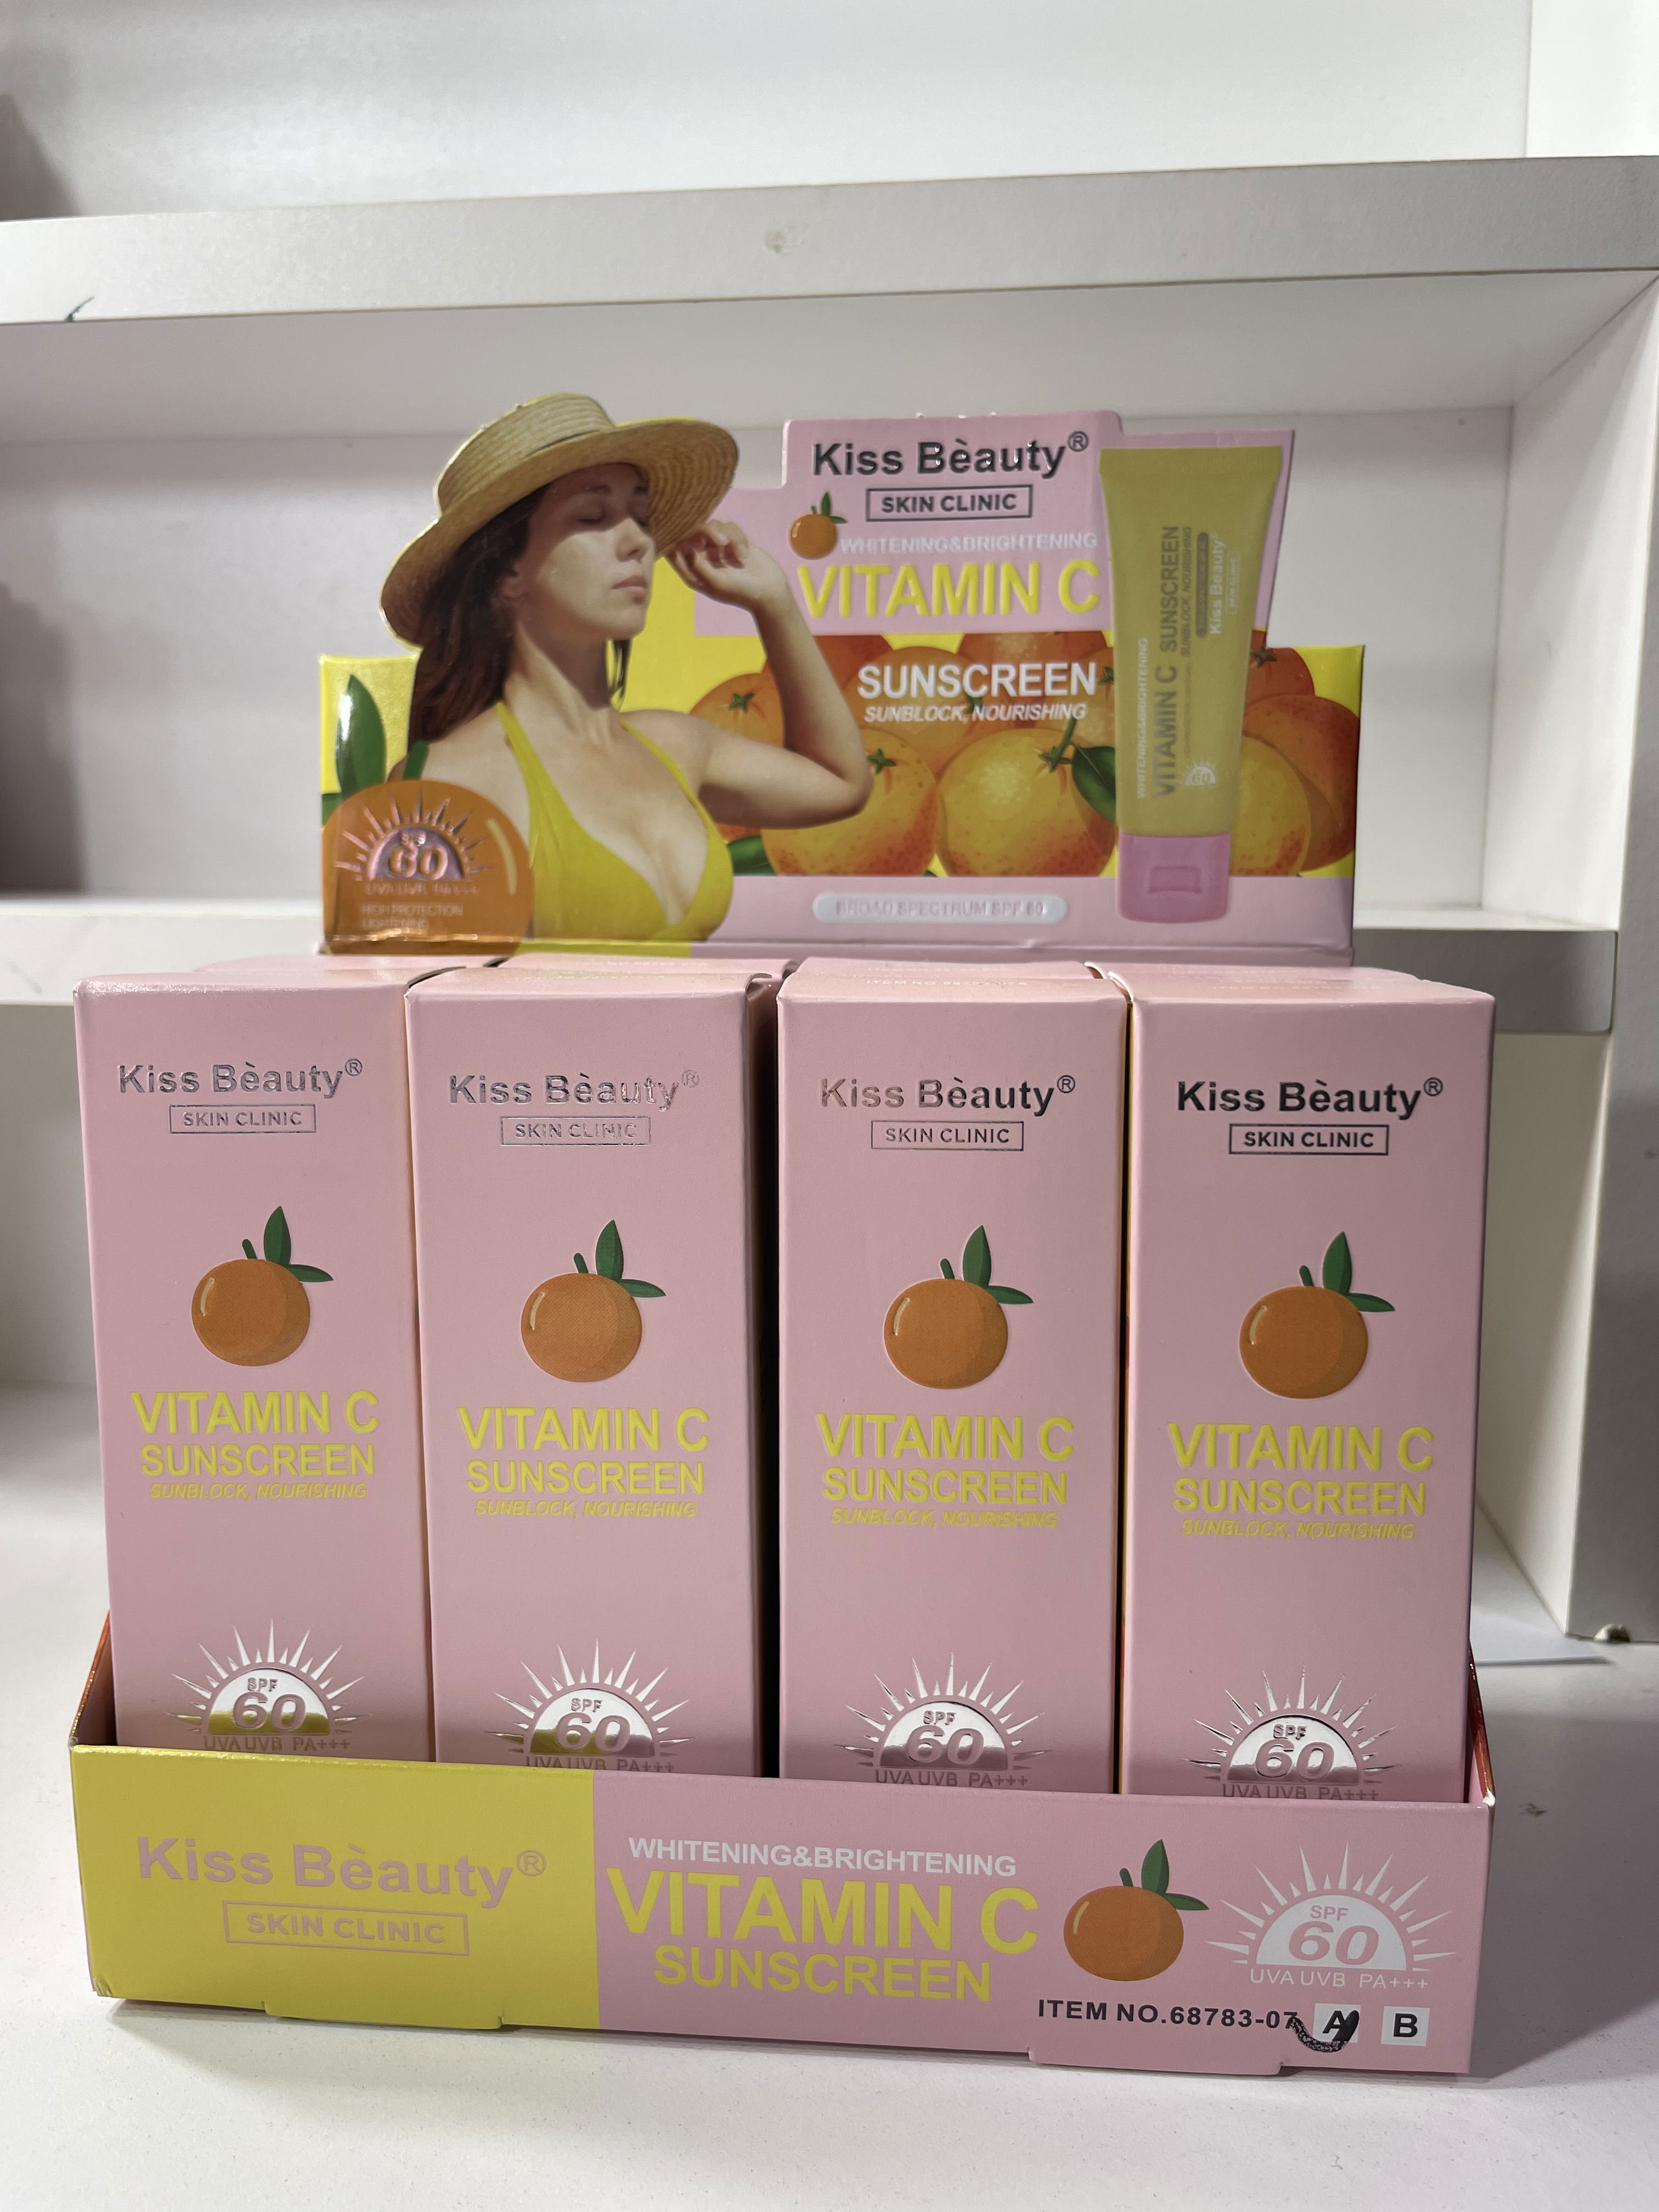 Kiss Bèauty®
SKIN CLINIC
WHITENING&BRIGHTENING
VITAMIN C
SUNSCREEN
SUNBLOCK, NOURISHING
WHITENING&BRIGHTENING
VITAMIN C SUNSCREEN
SUNBLOCK, NOURISHING
Kiss Beauty
60
SPF
60
UVA UVB PA+++
HIGH PROTECTION
BROAD SPECTRUM SPF 60
Kiss Bèauty®
SKIN CLINIC
VITAMIN C
SUNSCREEN
SUNBLOCK, NOURISHING
SPF
60
UVA UVB PA+++
Kiss Bèauty®
SKIN CLINIC
VITAMIN C
SUNSCREEN
SUNBLOCK, NOURISHING
SPF
60
UVA UVB PA+++
Kiss Bèauty®
SKIN CLINIC
VITAMIN C
SUNSCREEN
SUNBLOCK, NOURISHING
SPF
60
UVA UVB PA+++
Kiss Bèauty®
SKIN CLINIC
VITAMIN C
SUNSCREEN
SUNBLOCK, NOURISHING
SPF
60
UVA UVB PA+++
Kiss Bèauty®
SKIN CLINIC
WHITENING&BRIGHTENING
VITAMIN C
SUNSCREEN
SPF
60
UVA UVB PA+++
ITEM NO.68783-07 A B